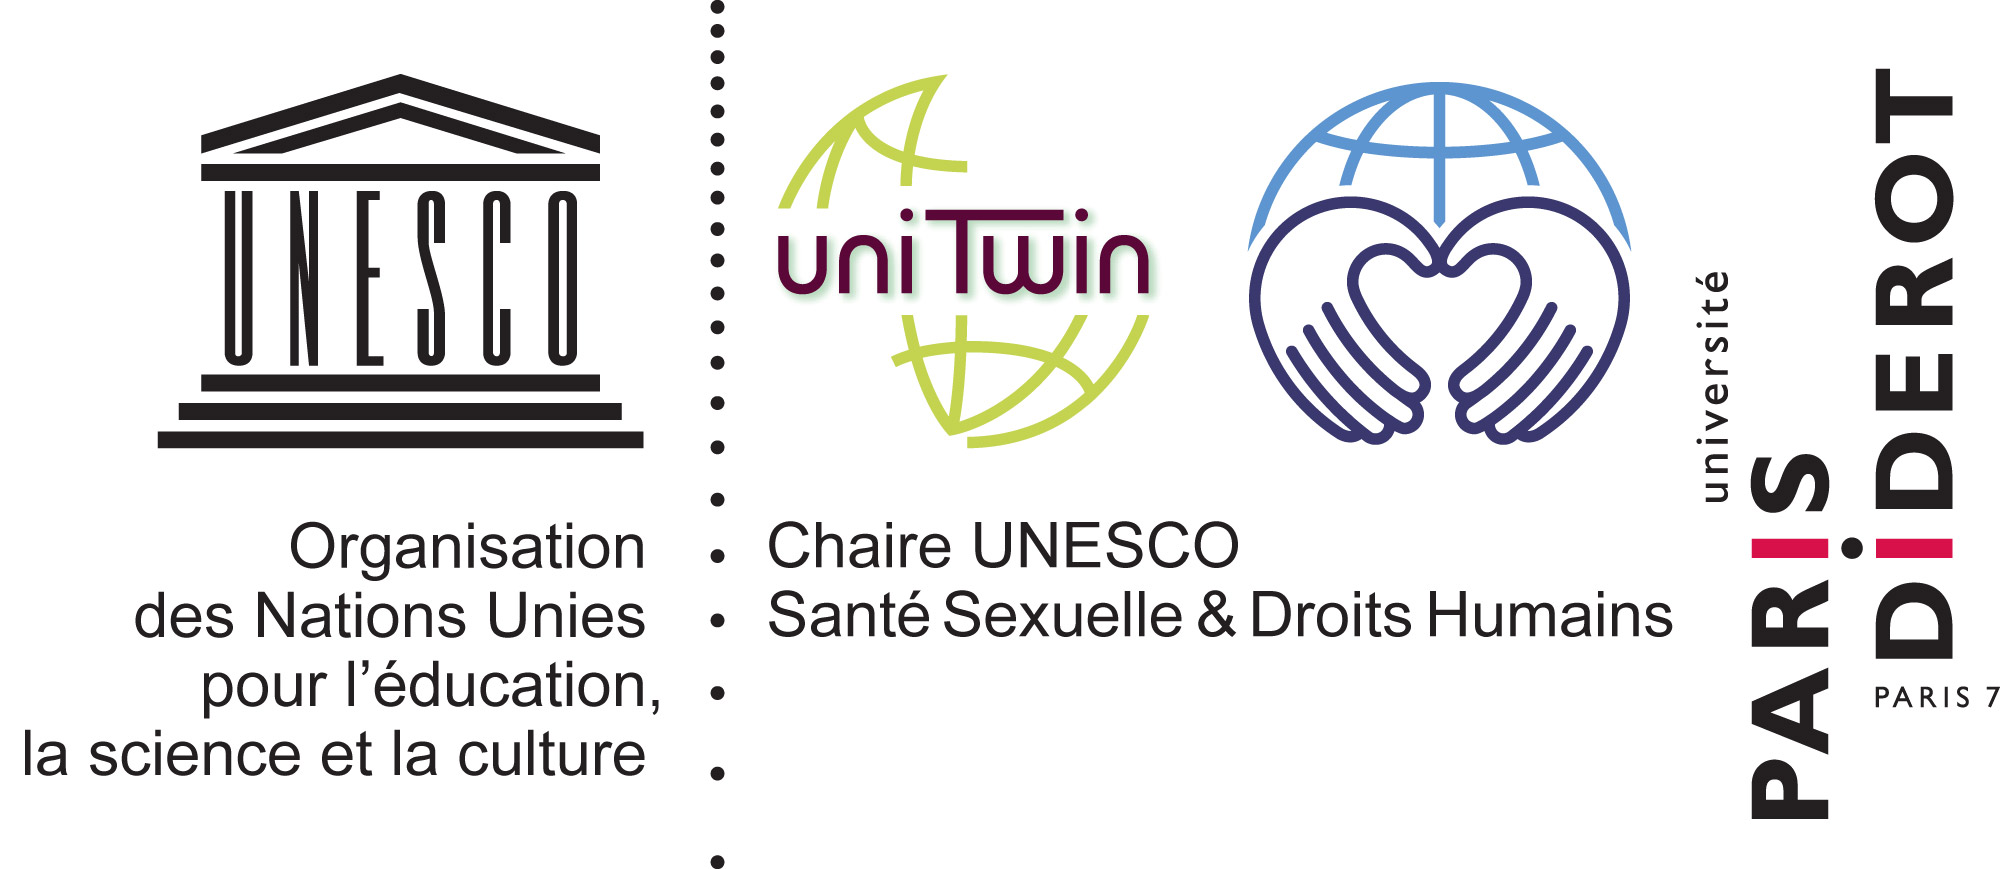 UNESCO
Organisation
des Nations Unies
pour l’éducation,
la science et la culture
uniTwin
Chaire UNESCO
Santé Sexuelle & Droits Humains
université
PARIS
DiDEROT
PARIS 7